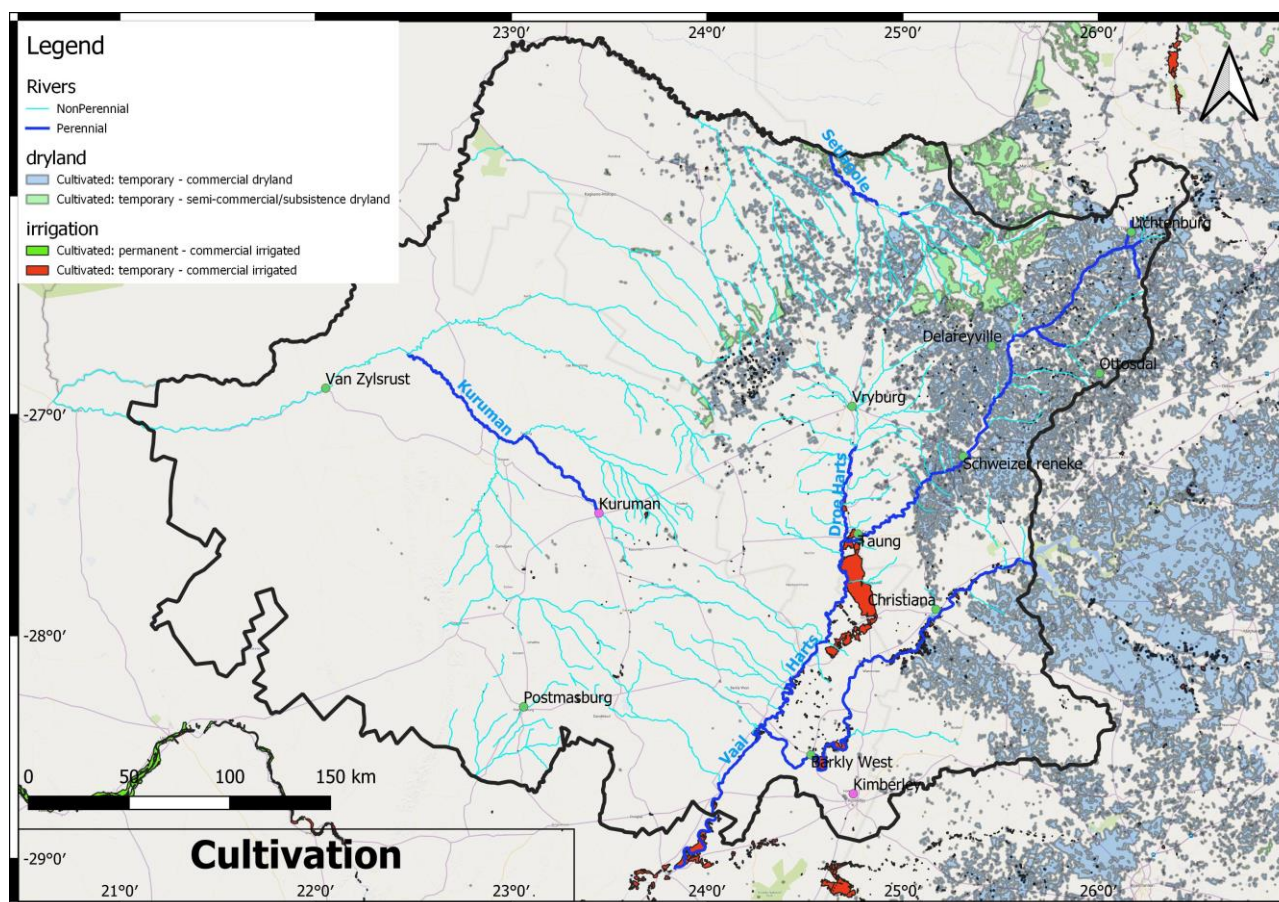 23°0' 24°0' 25°0' 26°0'
Legend
Rivers
NonPerennial
Perennial
dryland
Cultivated: temporary - commercial dryland
Cultivated: temporary - semi-commercial/subsistence dryland
irrigation
Cultivated: permanent - commercial irrigated
Cultivated: temporary - commercial irrigated
Setlagole
Lichtenburg
Delareyville
Ottosdal
Van Zylsrust
Vryburg
-27°0'
Kuruman
Schweizer reneke
Droe Harts
Kuruman
Taung
Christiana
-28°0'
Harts
Postmasburg
Vaal
Barkly West
Kimberley
0 50 100 150 km
Cultivation
-29°0'
21°0' 22°0' 23°0' 24°0' 25°0' 26°0'